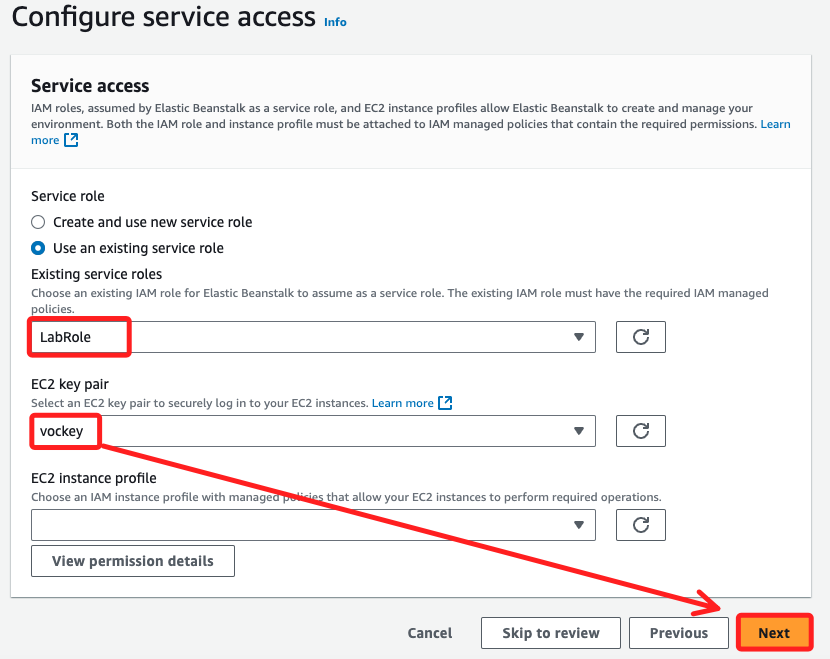 Configure service access Info
Service access
IAM roles, assumed by Elastic Beanstalk as a service role, and EC2 instance profiles allow Elastic Beanstalk to create and manage your
environment. Both the IAM role and instance profile must be attached to IAM managed policies that contain the required permissions. Learn
more
Service role
Create and use new service role
Use an existing service role
Existing service roles
Choose an existing IAM role for Elastic Beanstalk to assume as a service role. The existing IAM role must have the required IAM managed
policies.
LabRole
EC2 key pair
Select an EC2 key pair to securely log in to your EC2 instances. Learn more
vockey
EC2 instance profile
Choose an IAM instance profile with managed policies that allow your EC2 instances to perform required operations.
View permission details
Cancel Skip to review Previous Next